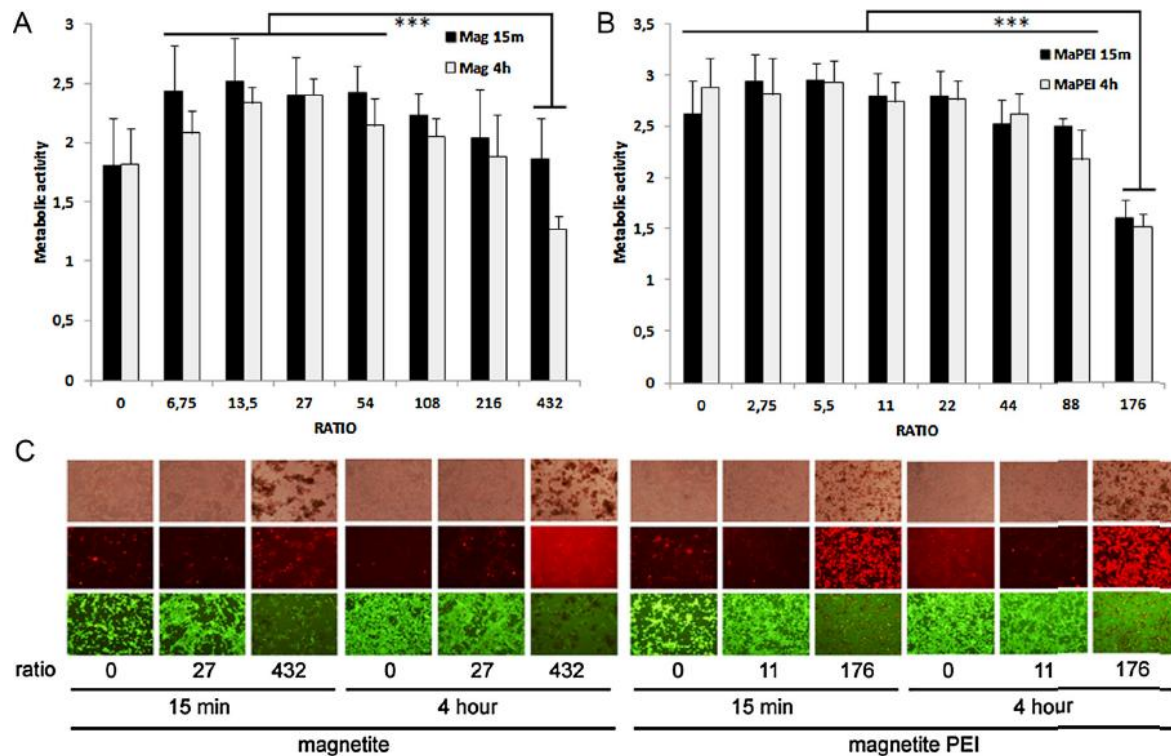 A
Metabolic activity
3
2,5
2
1,5
1
0,5
0
***
Mag 15m
Mag 4h
0 6,75 13,5 27 54 108 216 432
RATIO
B
Metabolic activity
3,5
3
2,5
2
1,5
1
0,5
0
***
MaPEI 15m
MaPEI 4h
0 2,75 5,5 11 22 44 88 176
RATIO
C
ratio 0 27 432 0 27 432 0 11 176 0 11 176
15 min 4 hour 15 min 4 hour
magnetite magnetite PEI